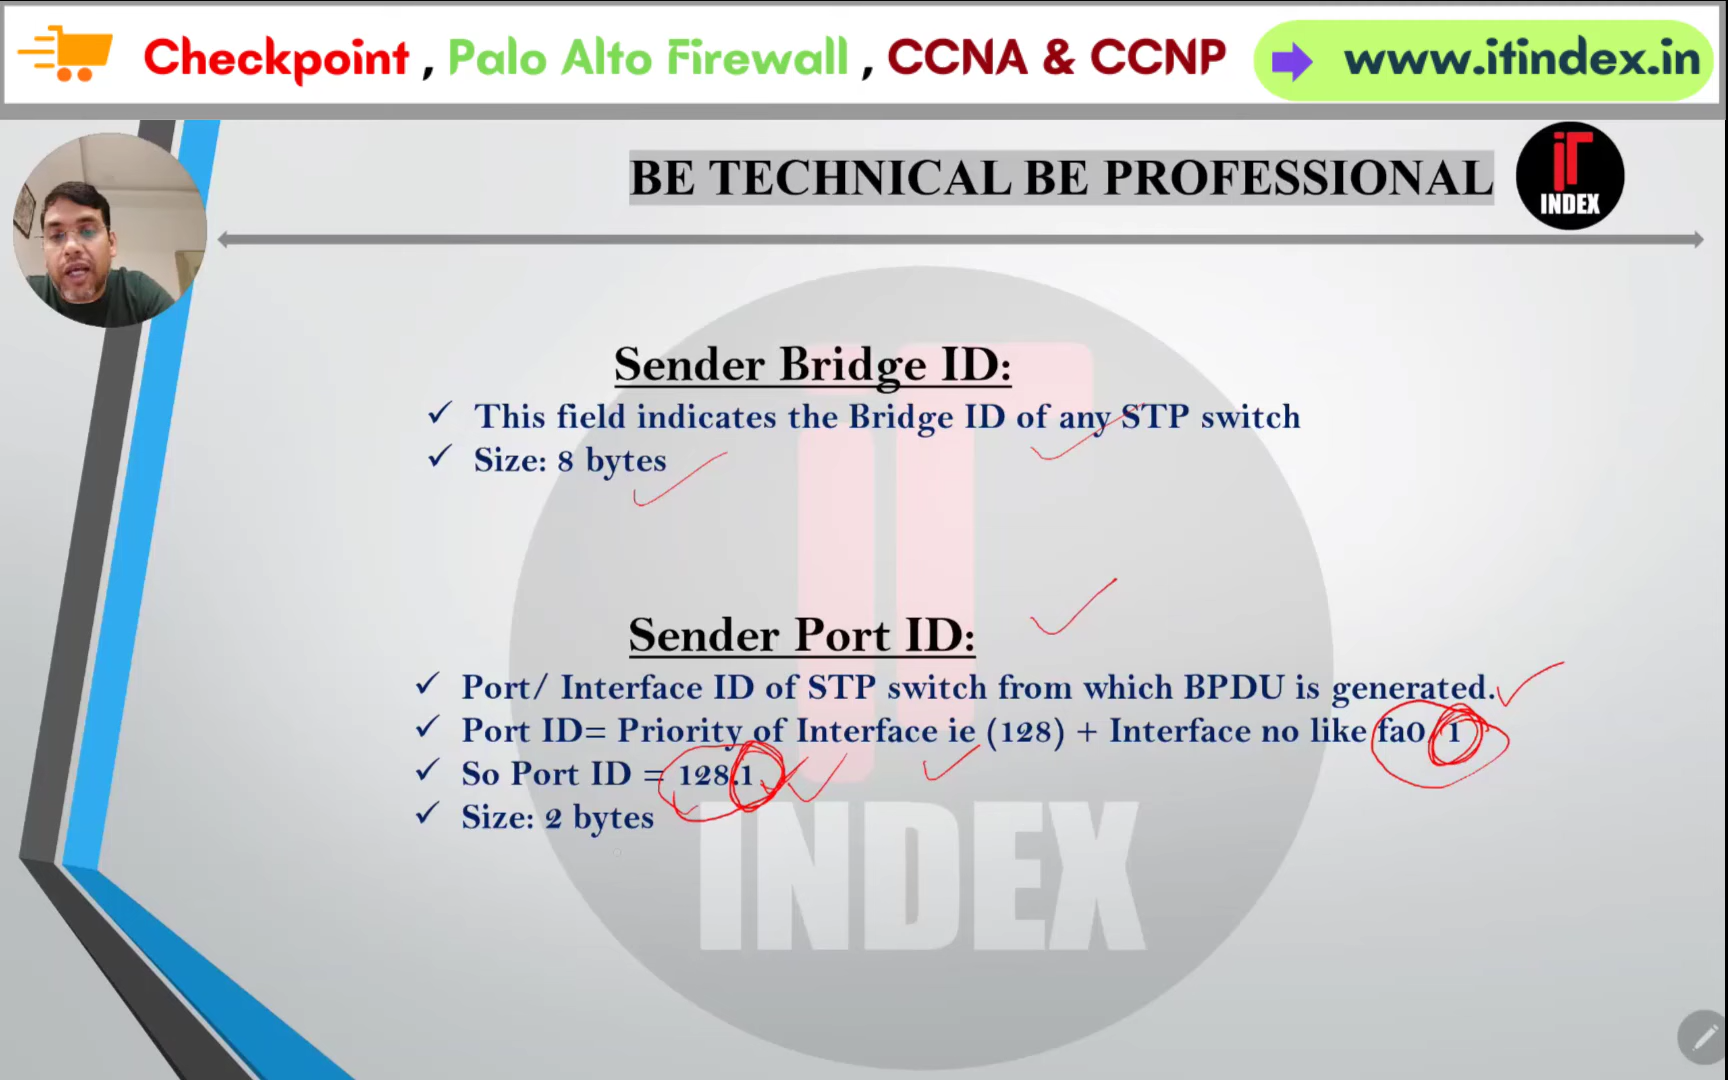 Checkpoint , Palo Alto Firewall , CCNA & CCNP www.itindex.in
BE TECHNICAL BE PROFESSIONAL
iT
INDEX
Sender Bridge ID:
✓ This field indicates the Bridge ID of any STP switch
✓ Size: 8 bytes
Sender Port ID:
✓ Port/ Interface ID of STP switch from which BPDU is generated.
✓ Port ID= Priority of Interface ie (128) + Interface no like fa0/1
✓ So Port ID = 128.1
✓ Size: 2 bytes
INDEX